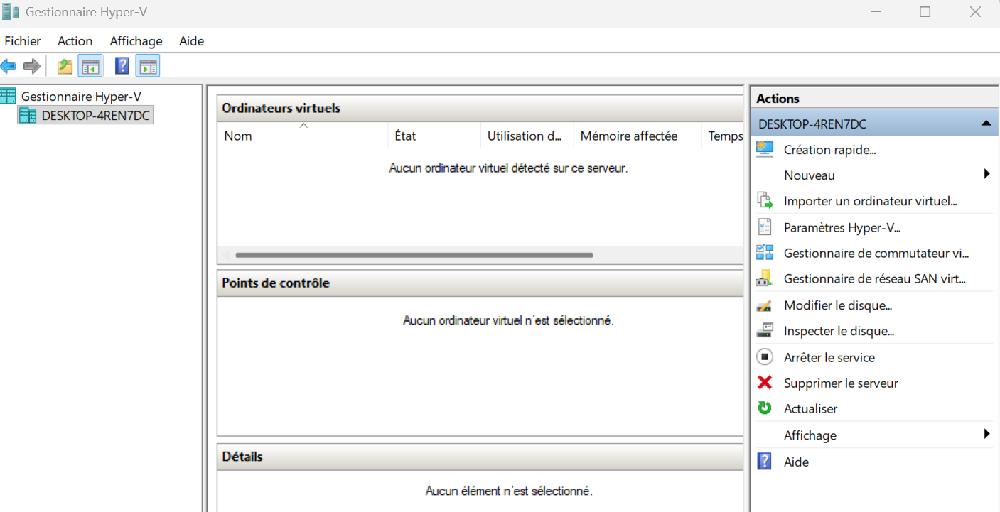 Gestionnaire Hyper-V
Fichier Action Affichage Aide
Gestionnaire Hyper-V
DESKTOP-4REN7DC
Ordinateurs virtuels
Nom État Utilisation d... Mémoire affectée Temps
Aucun ordinateur virtuel détecté sur ce serveur.
Points de contrôle
Aucun ordinateur virtuel n'est sélectionné.
Détails
Aucun élément n'est sélectionné.
Actions
DESKTOP-4REN7DC
Création rapide...
Nouveau
Importer un ordinateur virtuel...
Paramètres Hyper-V...
Gestionnaire de commutateur vi...
Gestionnaire de réseau SAN virt...
Modifier le disque...
Inspecter le disque...
Arrêter le service
Supprimer le serveur
Actualiser
Affichage
Aide